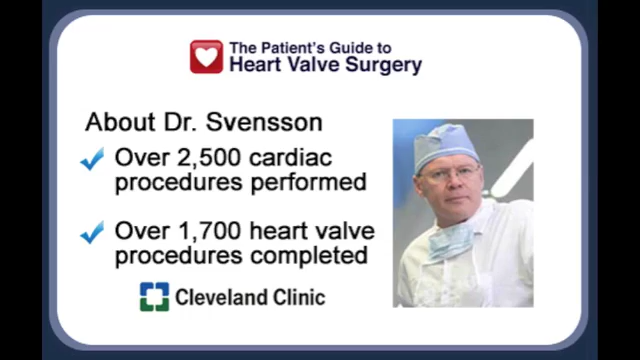 The Patient's Guide to
Heart Valve Surgery
About Dr. Svensson
Over 2,500 cardiac
procedures performed
Over 1,700 heart valve
procedures completed
Cleveland Clinic